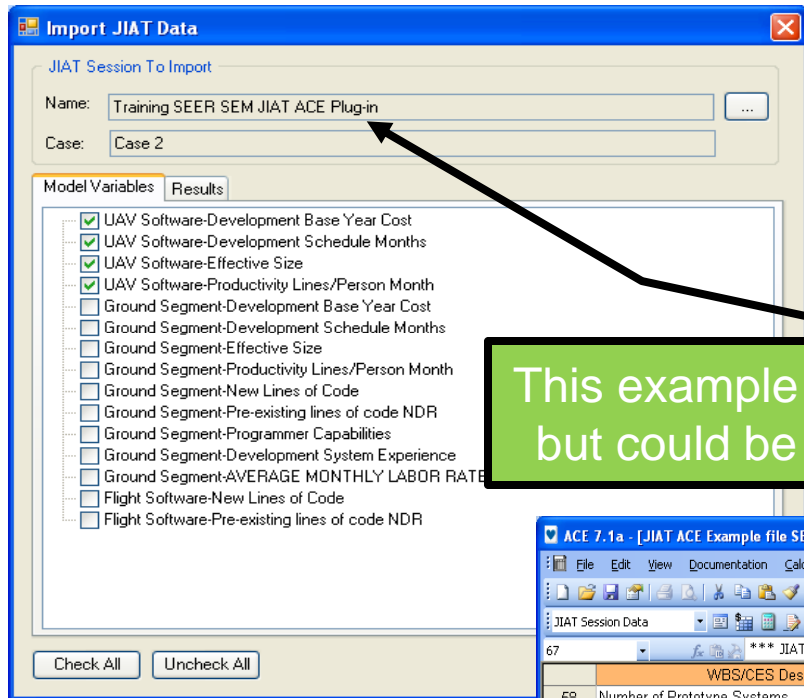 Import JIAT Data
JIAT Session To Import
Name: Training SEER SEM JIAT ACE Plug-in ...
Case: Case 2
Model Variables Results
UAV Software-Development Base Year Cost
UAV Software-Development Schedule Months
UAV Software-Effective Size
UAV Software-Productivity Lines/Person Month
Ground Segment-Development Base Year Cost
Ground Segment-Development Schedule Months
Ground Segment-Effective Size
Ground Segment-Productivity Lines/Person Month
Ground Segment-New Lines of Code
Ground Segment-Pre-existing lines of code NDR
Ground Segment-Programmer Capabilities
Ground Segment-Development System Experience
Ground Segment-AVERAGE MONTHLY LABOR RATE
Flight Software-New Lines of Code
Flight Software-Pre-existing lines of code NDR
Check All Uncheck All
This example
but could be
ACE 7.1a - [JIAT ACE Example file SE
File Edit View Documentation Calc
JIAT Session Data
67 fx *** JIAT
WBS/CES Des
58 Number of Prototype Systems